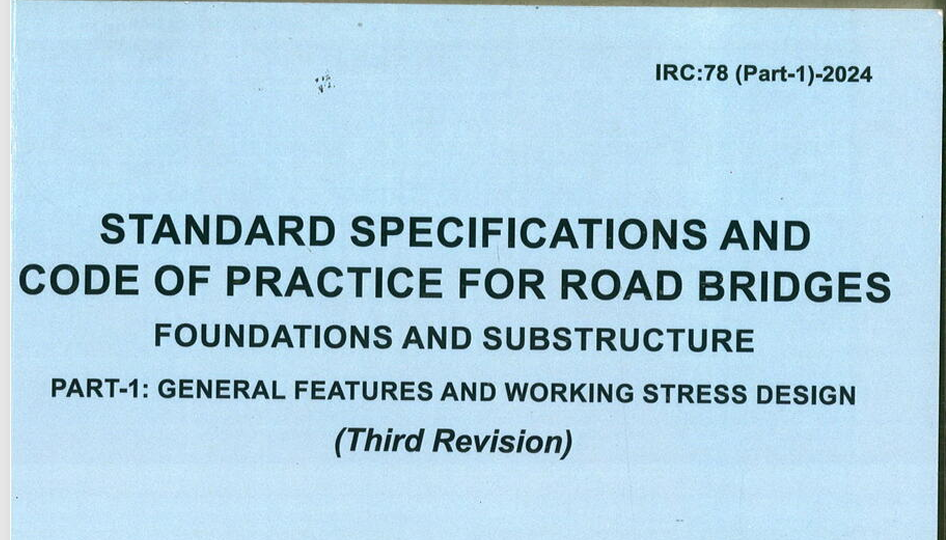 IRC:78 (Part-1)-2024
STANDARD SPECIFICATIONS AND
CODE OF PRACTICE FOR ROAD BRIDGES
FOUNDATIONS AND SUBSTRUCTURE
PART-1: GENERAL FEATURES AND WORKING STRESS DESIGN
(Third Revision)